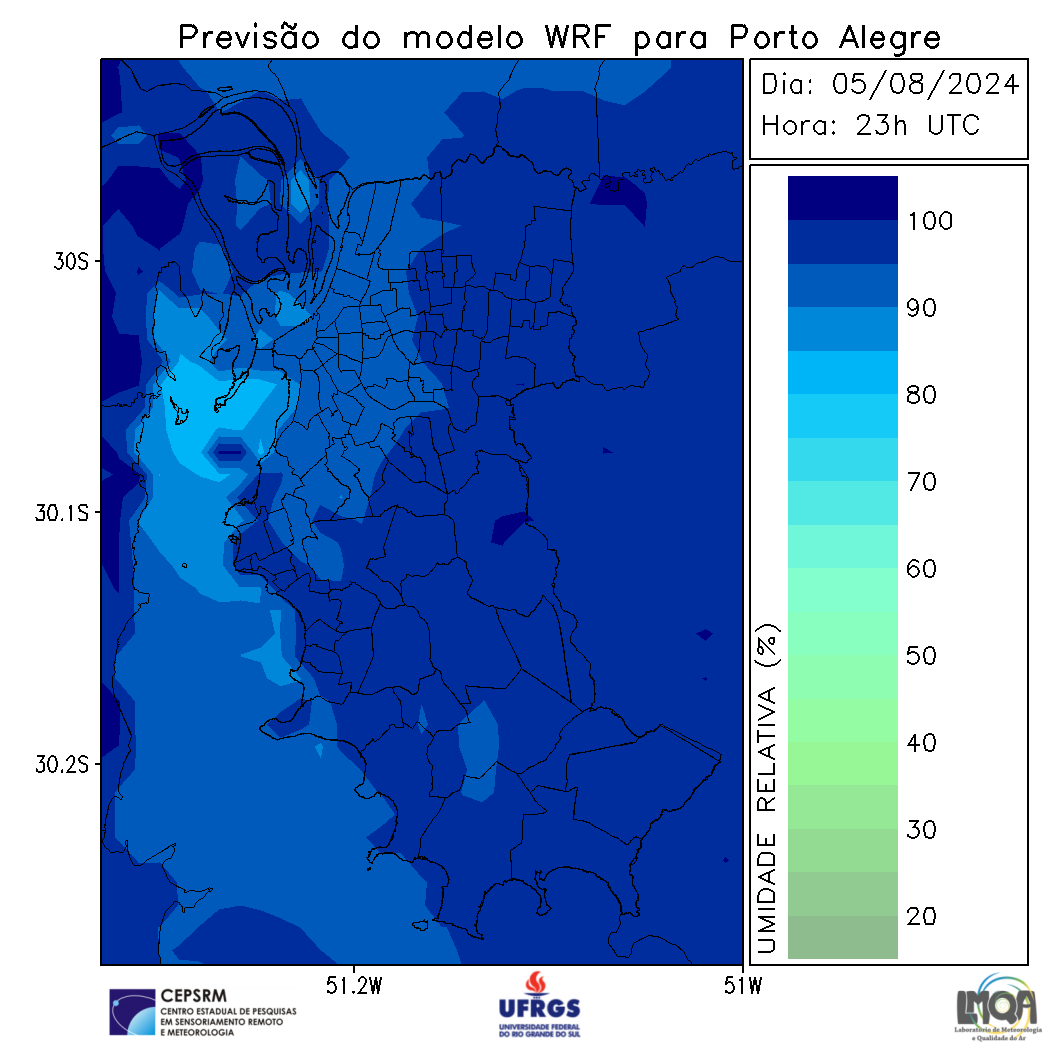 Previsão do modelo WRF para Porto Alegre
Dia: 05/08/2024
Hora: 23h UTC
100
90
80
70
60
50
40
30
20
UMIDADE RELATIVA (%)
30S
30.1S
30.2S
51.2W
51W
CEPSRM
CENTRO ESTADUAL DE PESQUISAS
EM SENSORIAMENTO REMOTO
E METEOROLOGIA
UFRGS
UNIVERSIDADE FEDERAL
DO RIO GRANDE DO SUL
LMQA
Laboratório de Meteorologia
e Qualidade do Ar